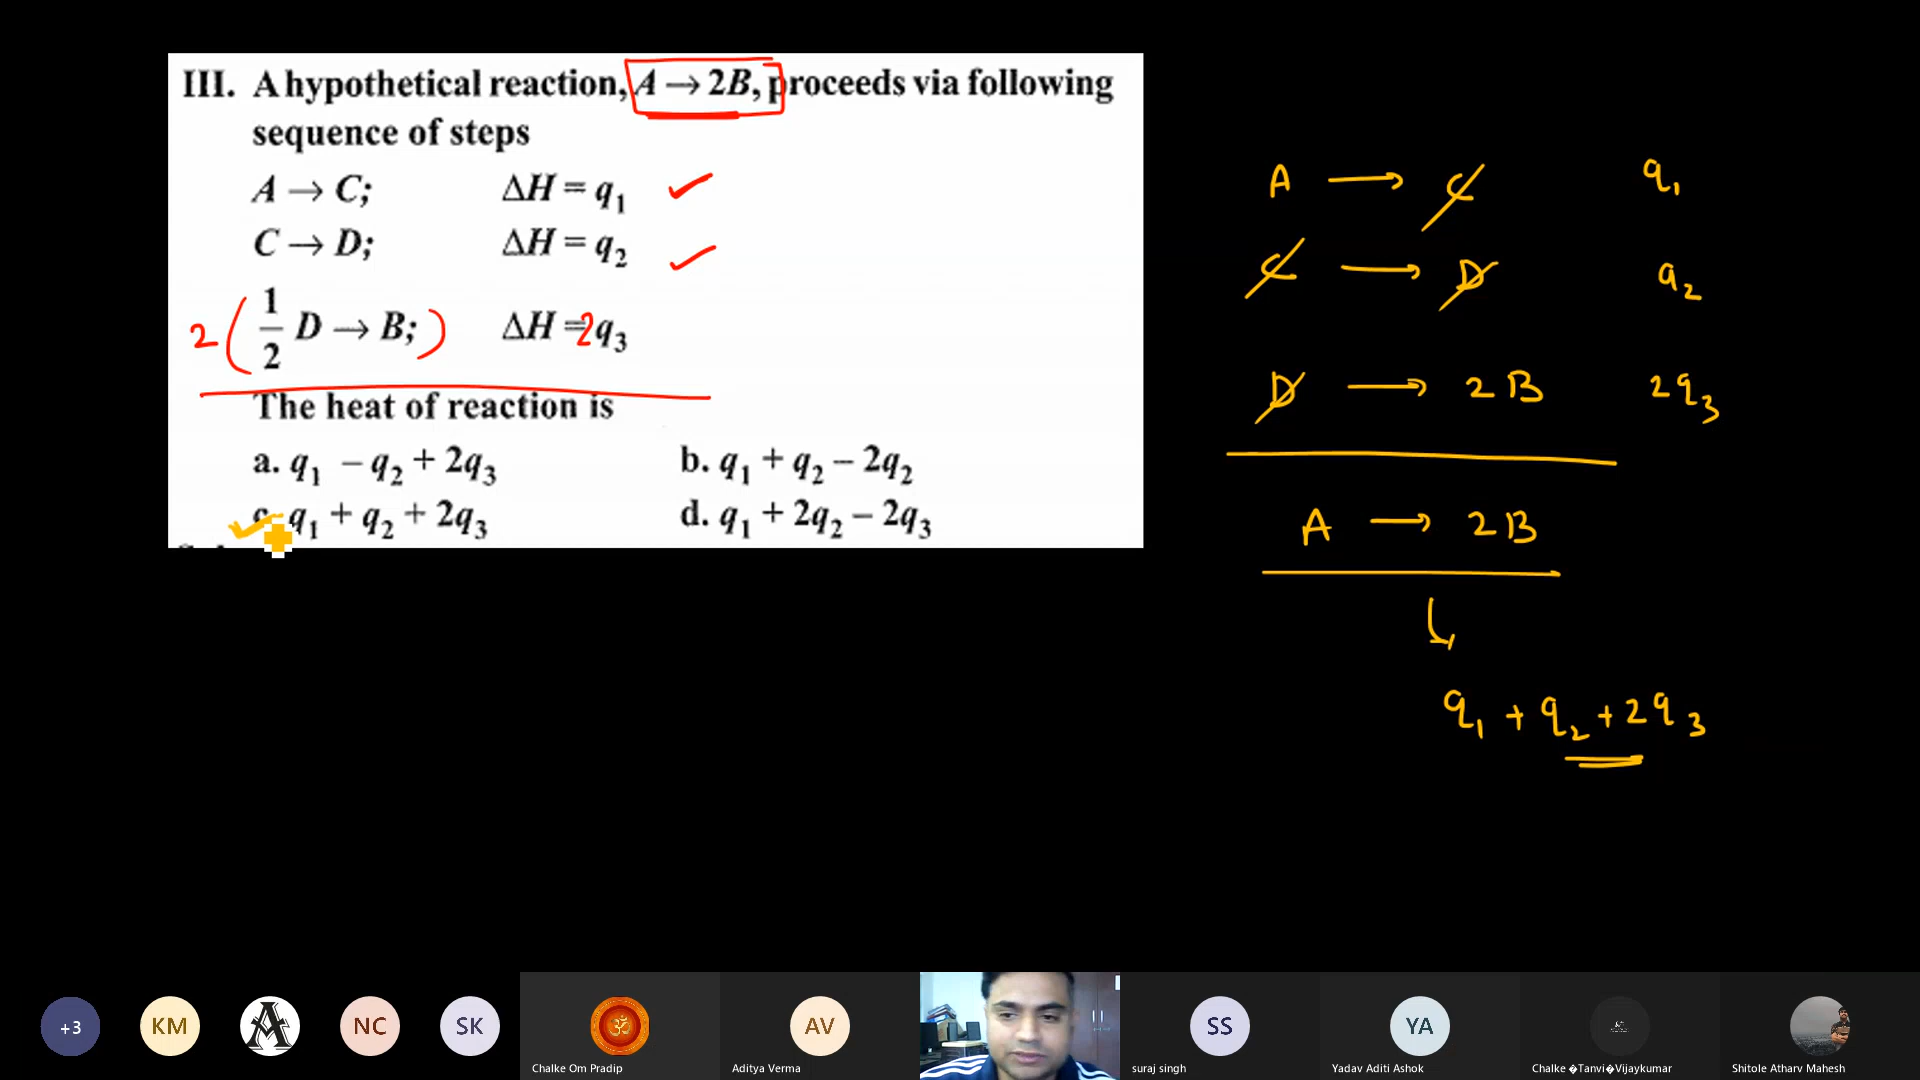 III. A hypothetical reaction, A → 2B, proceeds via following
sequence of steps
A → C; ΔH = q₁ ✓
C → D; ΔH = q₂ ✓
2 ( 1/2 D → B; ) ΔH = 2q₃
The heat of reaction is
a. q₁ − q₂ + 2q₃ b. q₁ + q₂ − 2q₂
c. q₁ + q₂ + 2q₃ d. q₁ + 2q₂ − 2q₃
A → C q₁
C → D q₂
D → 2B 2q₃
A → 2B
q₁ + q₂ + 2q₃
+3
KM
NC
SK
AV
SS
YA
Chalke Om Pradip
Aditya Verma
suraj singh
Yadav Aditi Ashok
Chalke �Tanvi�Vijaykumar
Shitole Atharv Mahesh